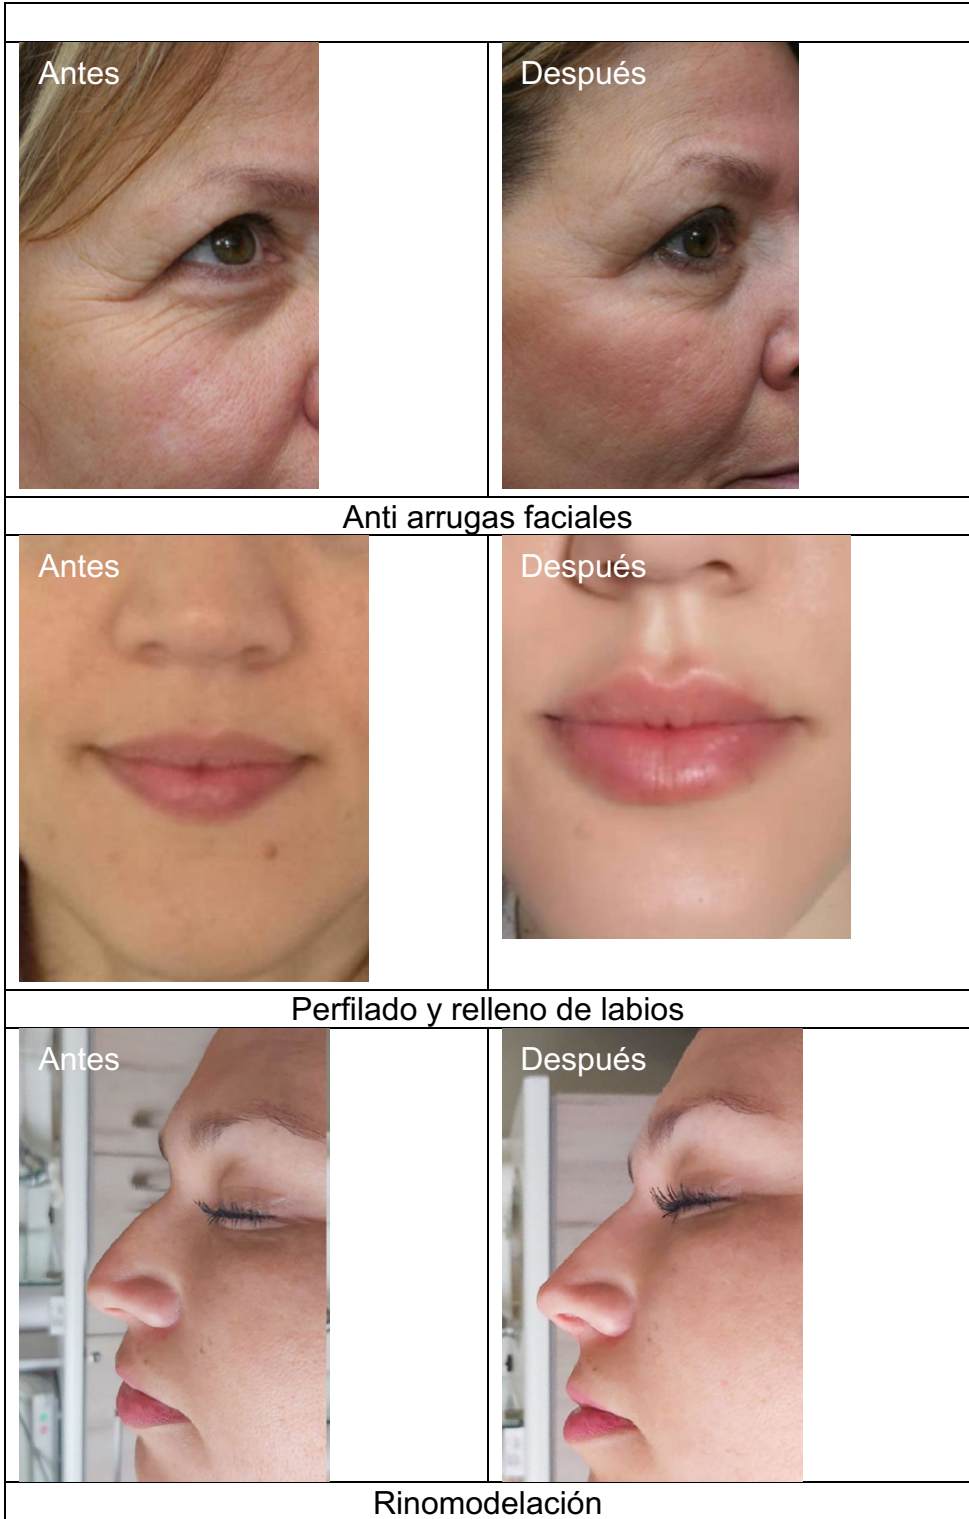 Antes
Después
Anti arrugas faciales
Antes
Después
Perfilado y relleno de labios
Antes
Después
Rinomodelación